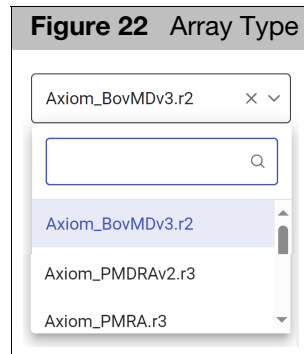 Figure 22 Array Type
Axiom_BovMDv3.r2
Axiom_BovMDv3.r2
Axiom_PMDRAv2.r3
Axiom_PMRA.r3